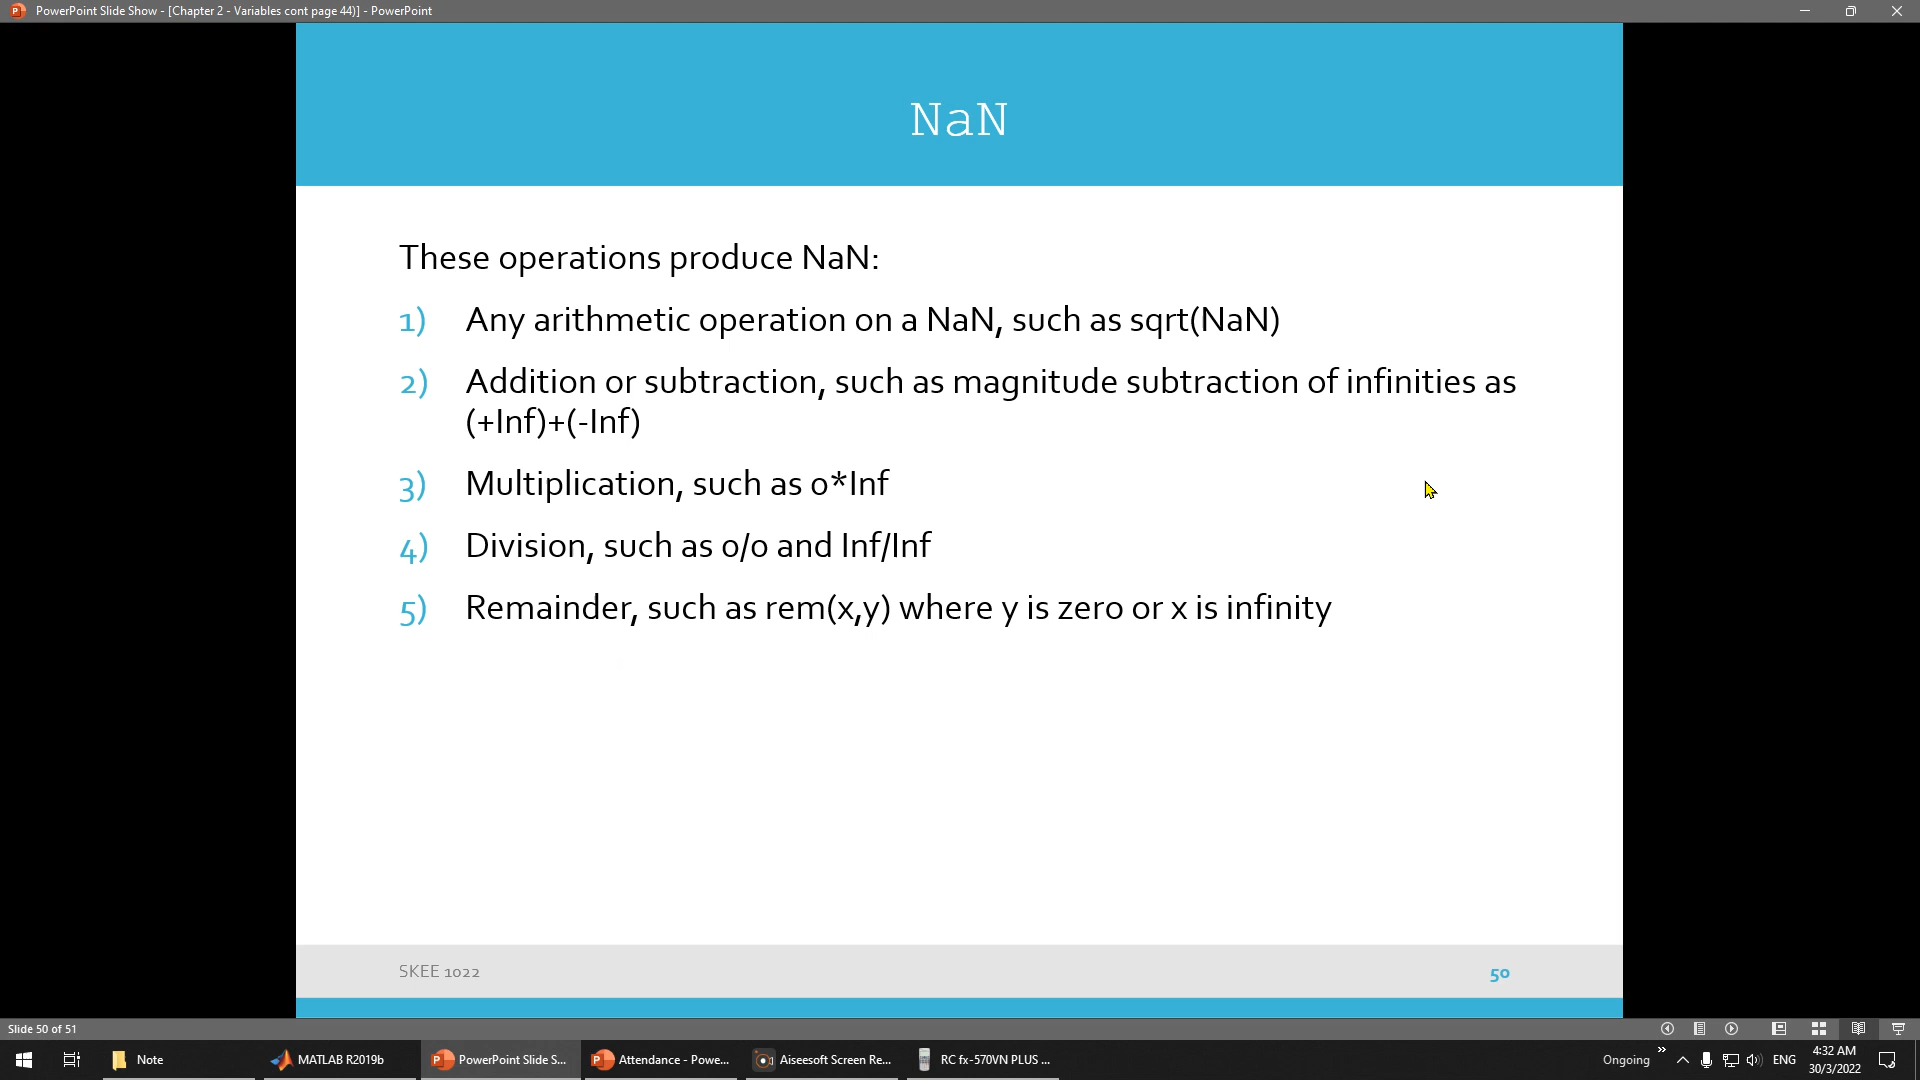 PowerPoint Slide Show - [Chapter 2 - Variables cont page 44)] - PowerPoint
NaN
These operations produce NaN:
1) Any arithmetic operation on a NaN, such as sqrt(NaN)
2) Addition or subtraction, such as magnitude subtraction of infinities as
(+Inf)+(-Inf)
3) Multiplication, such as 0*Inf
4) Division, such as 0/0 and Inf/Inf
5) Remainder, such as rem(x,y) where y is zero or x is infinity
SKEE 1022
50
Slide 50 of 51
Note
MATLAB R2019b
PowerPoint Slide S...
Attendance - Powe...
Aiseesoft Screen Re...
RC fx-570VN PLUS ...
Ongoing
ENG
4:32 AM
30/3/2022